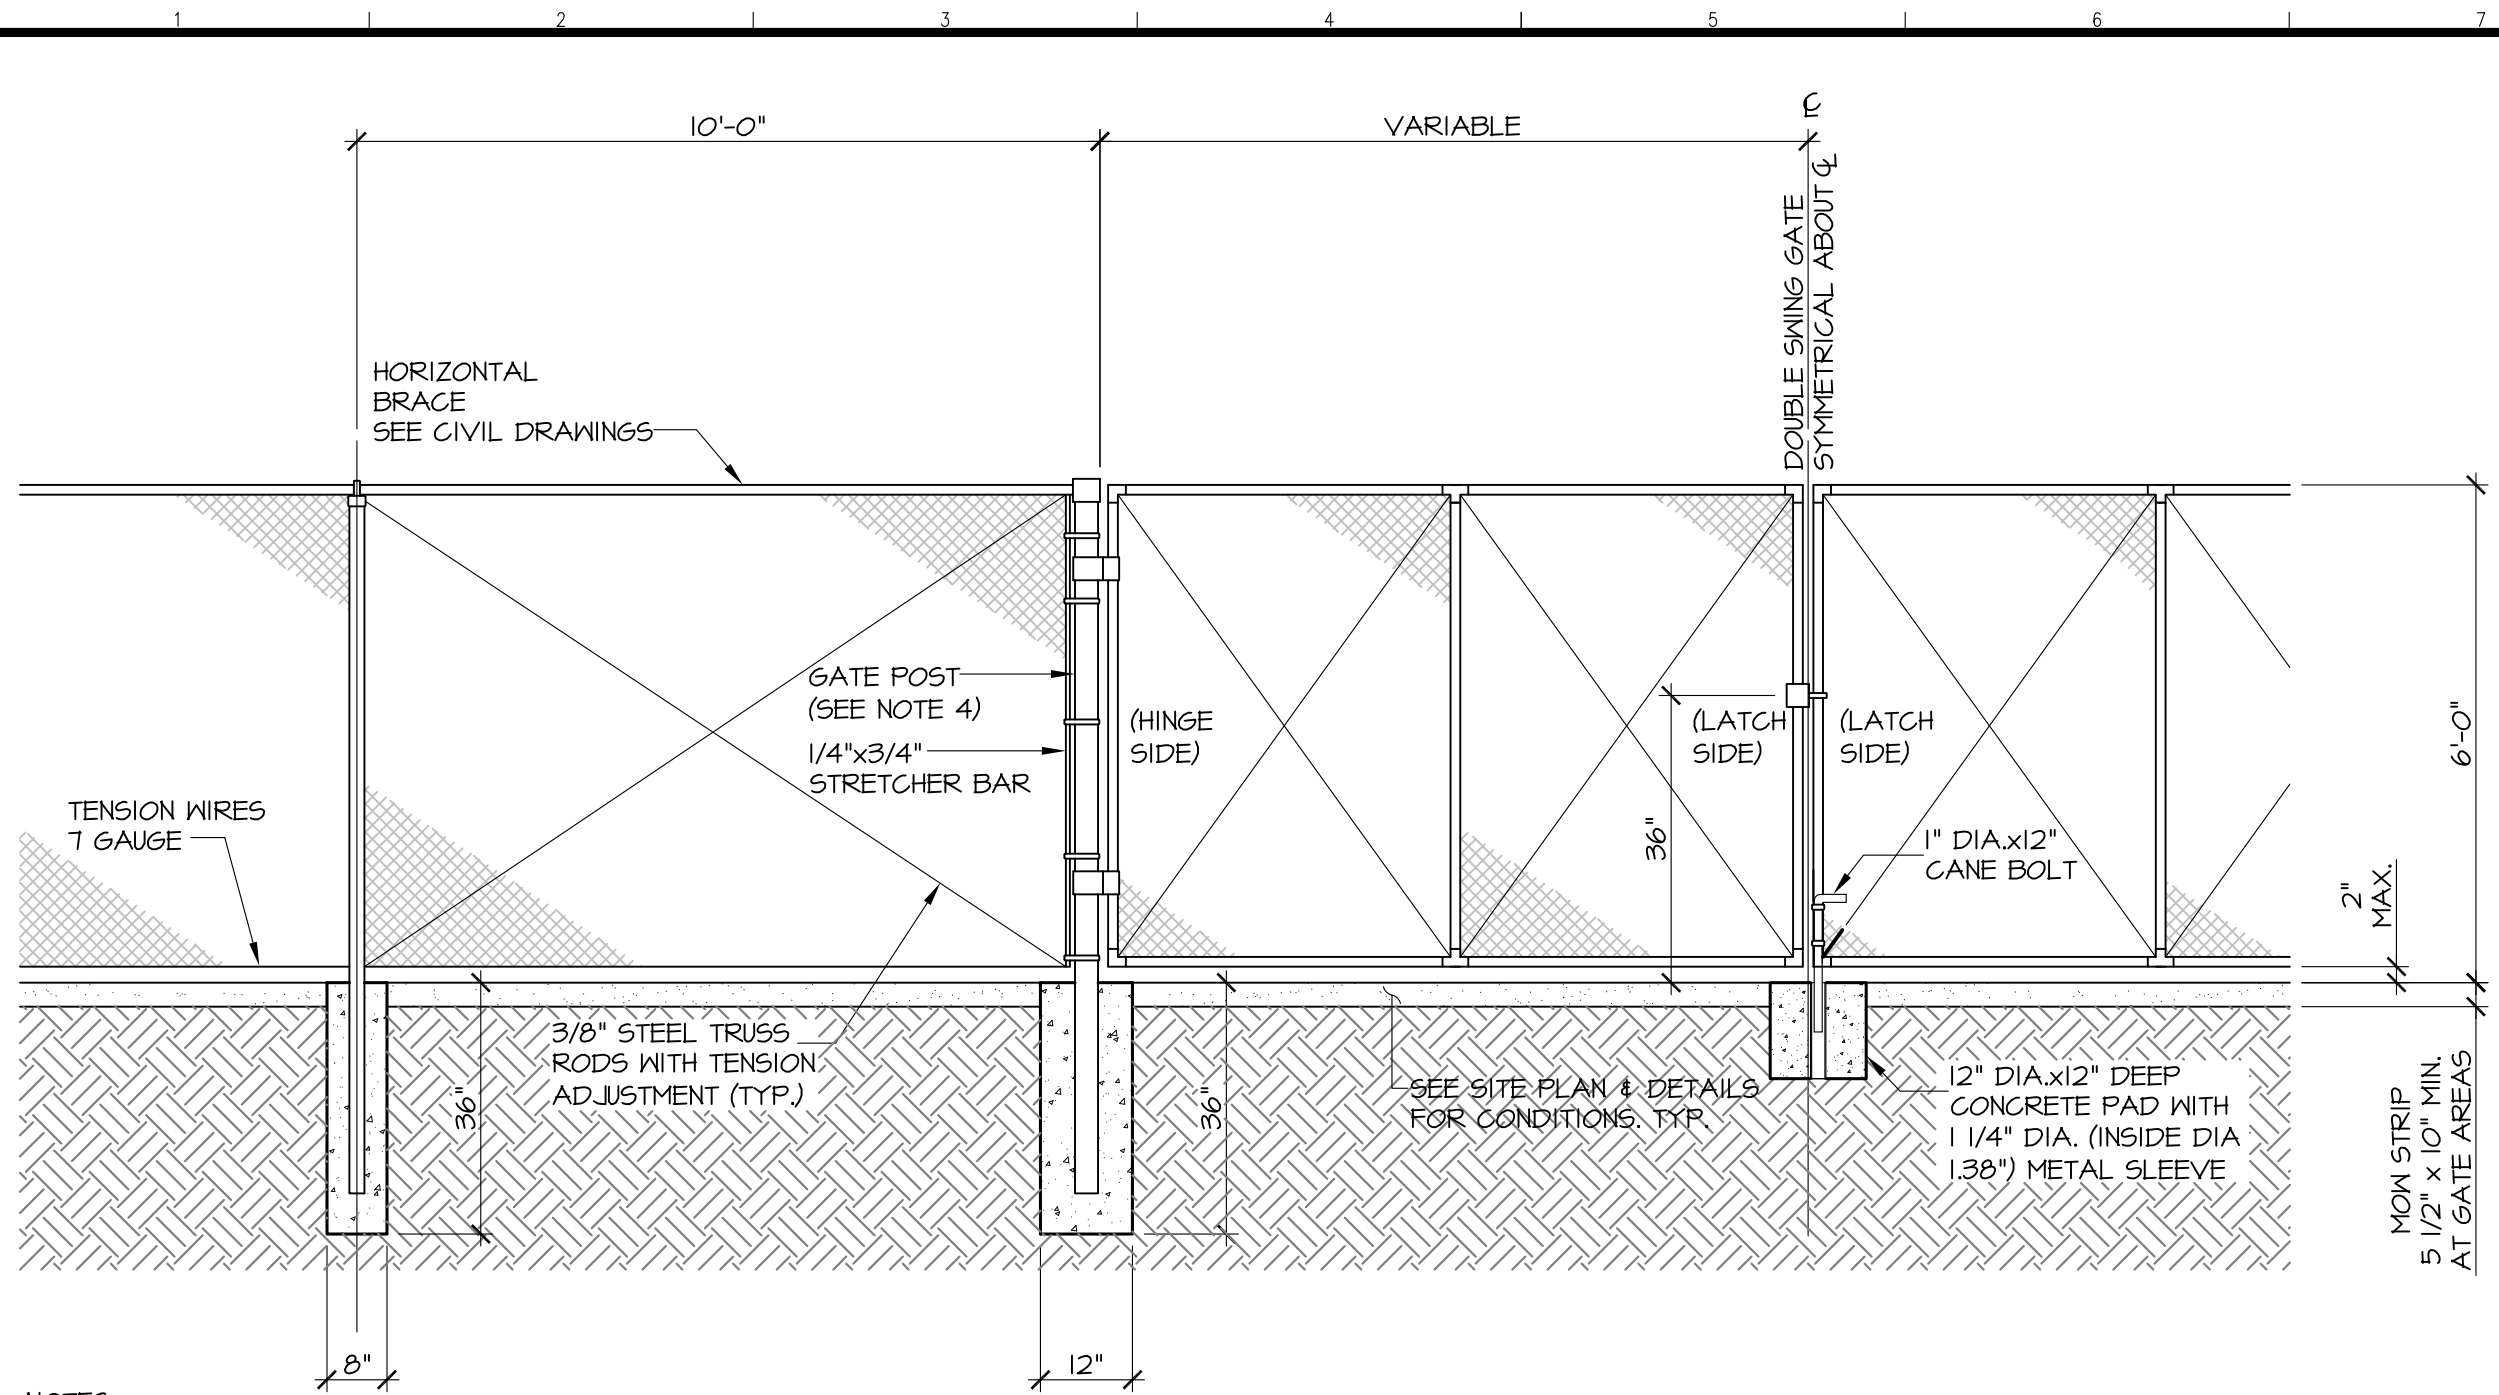 1 2 3 4 5 6 7
10'-0"
VARIABLE
℄
DOUBLE SWING GATE
SYMMETRICAL ABOUT ℄
HORIZONTAL
BRACE
SEE CIVIL DRAWINGS
GATE POST
(SEE NOTE 4)
1/4"x3/4"
STRETCHER BAR
(HINGE
SIDE)
(LATCH
SIDE)
(LATCH
SIDE)
36"
6'-0"
TENSION WIRES
7 GAUGE
1" DIA.x12"
CANE BOLT
2"
MAX.
3/8" STEEL TRUSS
RODS WITH TENSION
ADJUSTMENT (TYP.)
36"
36"
SEE SITE PLAN & DETAILS
FOR CONDITIONS. TYP.
12" DIA.x12" DEEP
CONCRETE PAD WITH
1 1/4" DIA. (INSIDE DIA
1.38") METAL SLEEVE
MOW STRIP
5 1/2" x 10" MIN.
AT GATE AREAS
8"
12"